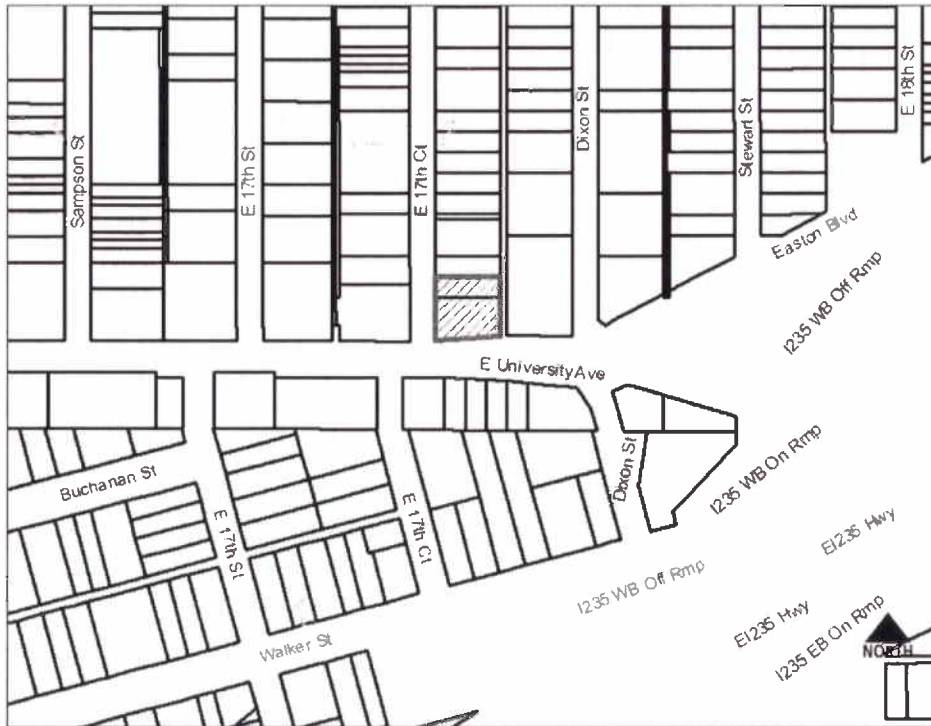 Sampson St
E 17th St
E 17th Ct
Dixon St
Stewart St
E 18th St
Easton Blvd
I235 WB Off Rmp
E University Ave
Buchanan St
Dixon St
I235 WB On Rmp
E 17th St
E 17th Ct
EI235 Hwy
I235 WB Off Rmp
Walker St
EI235 Hwy
I235 EB On Rmp
NORTH